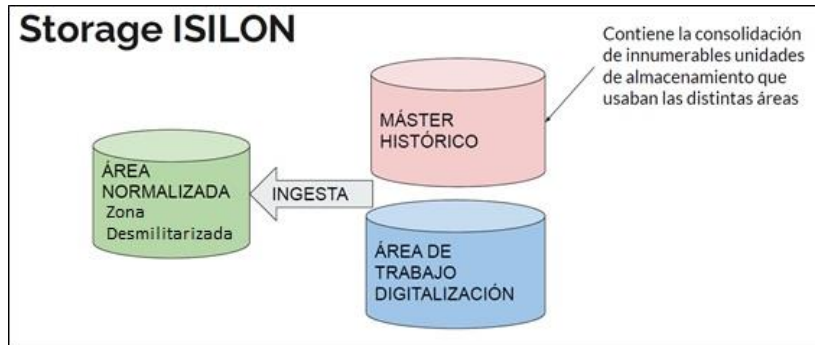 Storage ISILON
Contiene la consolidación
de innumerables unidades
de almacenamiento que
usaban las distintas áreas
MÁSTER
HISTÓRICO
ÁREA
NORMALIZADA
Zona
Desmilitarizada
INGESTA
ÁREA DE
TRABAJO
DIGITALIZACIÓN